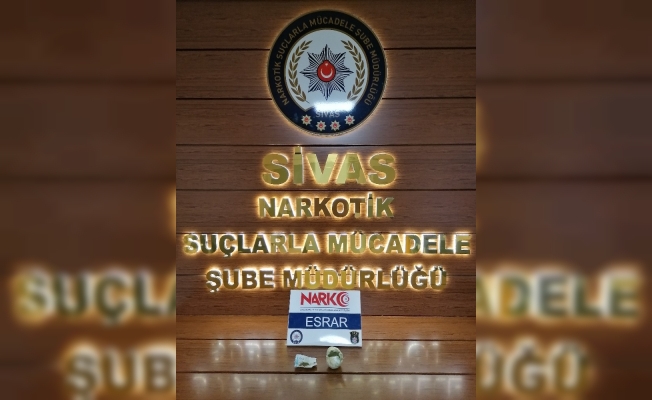 NARKOTİK SUÇLARLA MÜCADELE ŞUBE MÜDÜRLÜĞÜ
SİVAS
SİVAS
NARKOTİK
SUÇLARLA MÜCADELE
ŞUBE MÜDÜRLÜĞÜ
NARKO
ESRAR